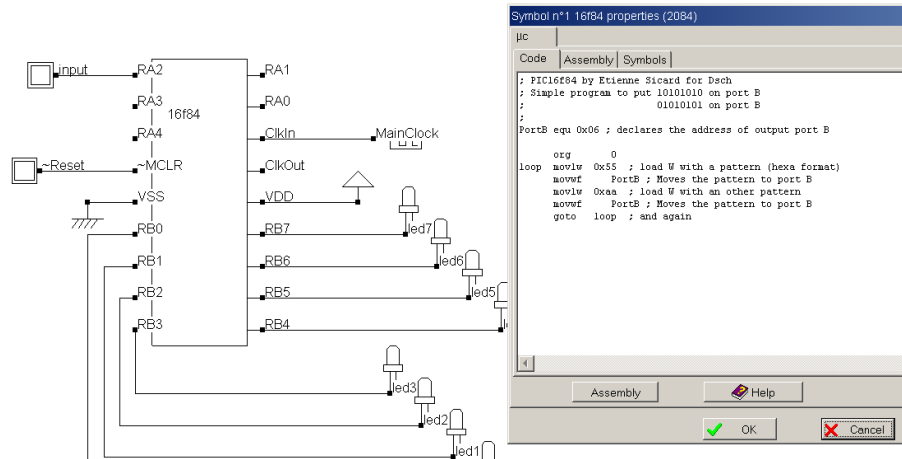 input
RA2
RA1
RA3
RA0
16f84
RA4
ClkIn
MainClock
~Reset
~MCLR
ClkOut
VSS
VDD
RB0
RB7
led7
RB1
RB6
led6
RB2
RB5
led5
RB3
RB4
led3
led2
led1
Symbol n°1 16f84 properties (2084)
µc
Code
Assembly
Symbols
; PIC16f84 by Etienne Sicard for Dsch
; Simple program to put 10101010 on port B
; 01010101 on port B
;
PortB equ 0x06 ; declares the address of output port B
org 0
loop movlw 0x55 ; load W with a pattern (hexa format)
movwf PortB ; Moves the pattern to port B
movlw 0xaa ; load W with an other pattern
movwf PortB ; Moves the pattern to port B
goto loop ; and again
Assembly
Help
OK
Cancel